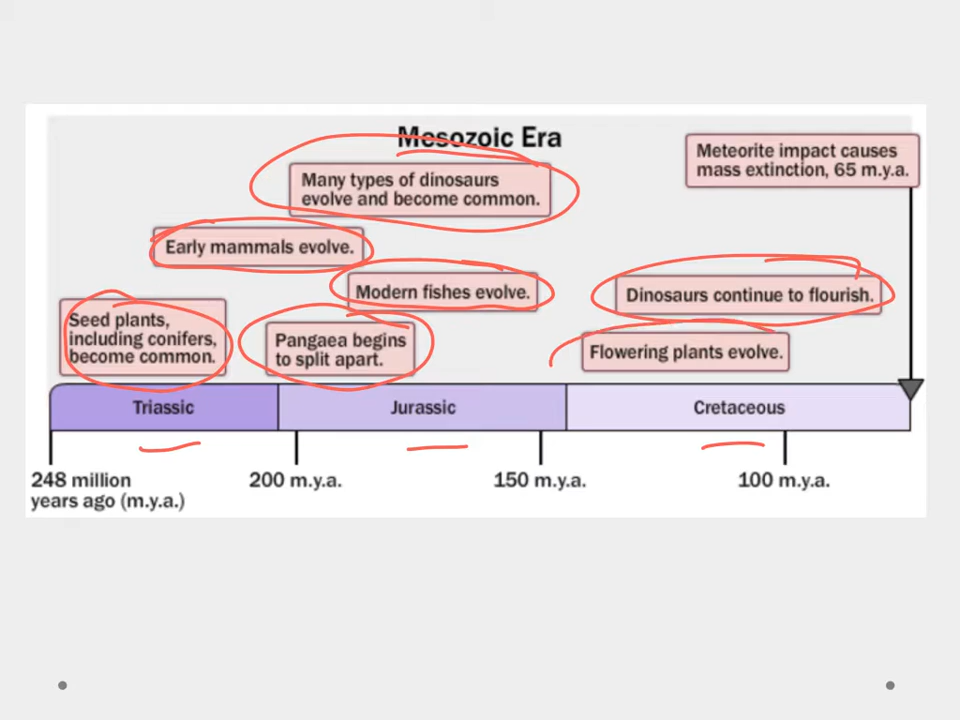 Mesozoic Era
Meteorite impact causes
mass extinction, 65 m.y.a.
Many types of dinosaurs
evolve and become common.
Early mammals evolve.
Modern fishes evolve.
Dinosaurs continue to flourish.
Seed plants,
including conifers,
become common.
Pangaea begins
to split apart.
Flowering plants evolve.
Triassic
Jurassic
Cretaceous
248 million
years ago (m.y.a.)
200 m.y.a.
150 m.y.a.
100 m.y.a.